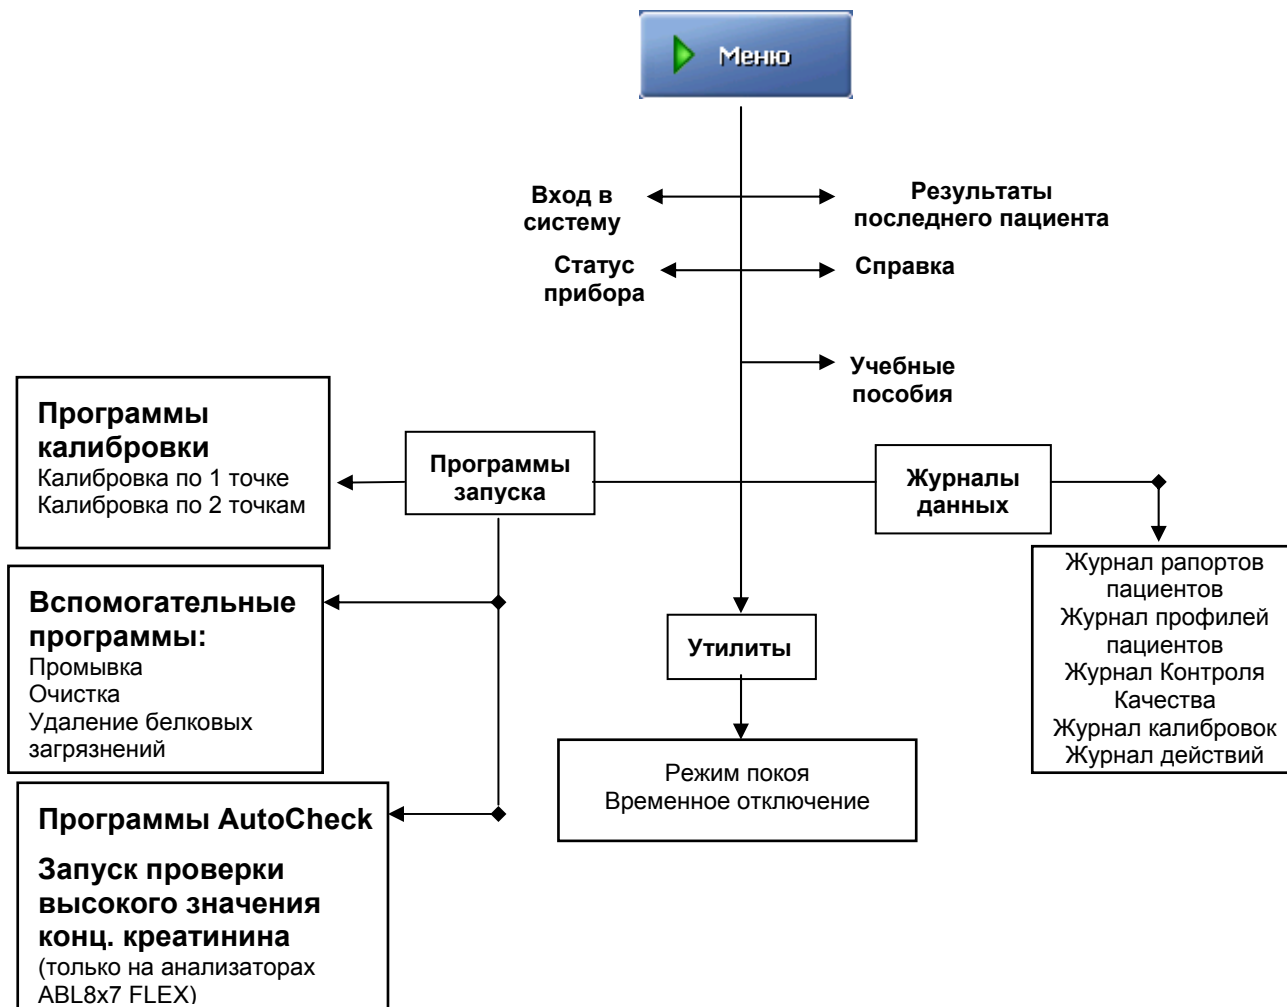 Меню
Вход в
систему
Результаты
последнего пациента
Статус
прибора
Справка
Учебные
пособия
Программы
калибровки
Калибровка по 1 точке
Калибровка по 2 точкам
Программы
запуска
Журналы
данных
Вспомогательные
программы:
Промывка
Очистка
Удаление белковых
загрязнений
Утилиты
Журнал рапортов
пациентов
Журнал профилей
пациентов
Журнал Контроля
Качества
Журнал калибровок
Журнал действий
Режим покоя
Временное отключение
Программы AutoCheck
Запуск проверки
высокого значения
конц. креатинина
(только на анализаторах
ABL8x7 FLEX)